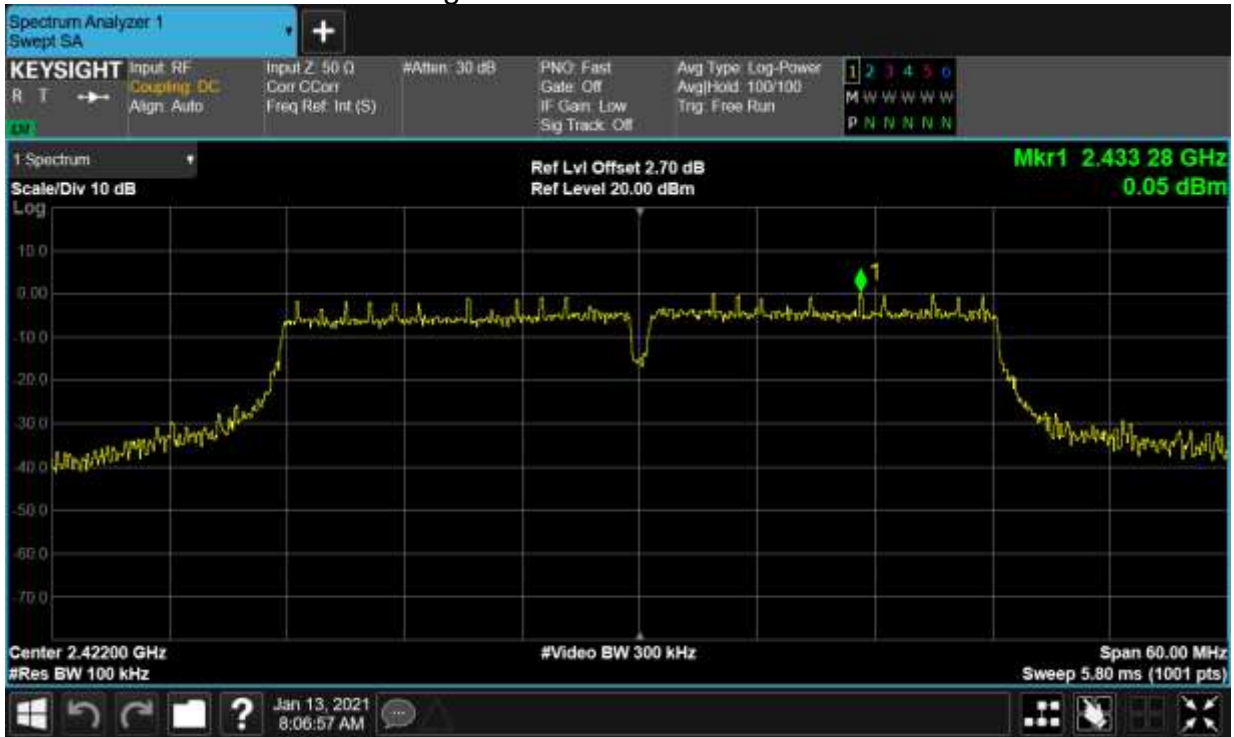 Spectrum Analyzer 1
Swept SA
+
KEYSIGHT
R T
Input: RF
Coupling: DC
Align: Auto
Input Z: 50 Ω
Corr CCorr
Freq Ref: Int (S)
#Atten: 30 dB
PNO: Fast
Gate: Off
IF Gain: Low
Sig Track: Off
Avg Type: Log-Power
Avg|Hold: 100/100
Trig: Free Run
1 2 3 4 5 6
M W W W W W
P N N N N N
1 Spectrum
Scale/Div 10 dB
Log
Ref Lvl Offset 2.70 dB
Ref Level 20.00 dBm
Mkr1 2.433 28 GHz
0.05 dBm
10.0
0.00
-10.0
-20.0
-30.0
-40.0
-50.0
-60.0
-70.0
1
Center 2.42200 GHz
#Res BW 100 kHz
#Video BW 300 kHz
Span 60.00 MHz
Sweep 5.80 ms (1001 pts)
?
Jan 13, 2021
8:06:57 AM